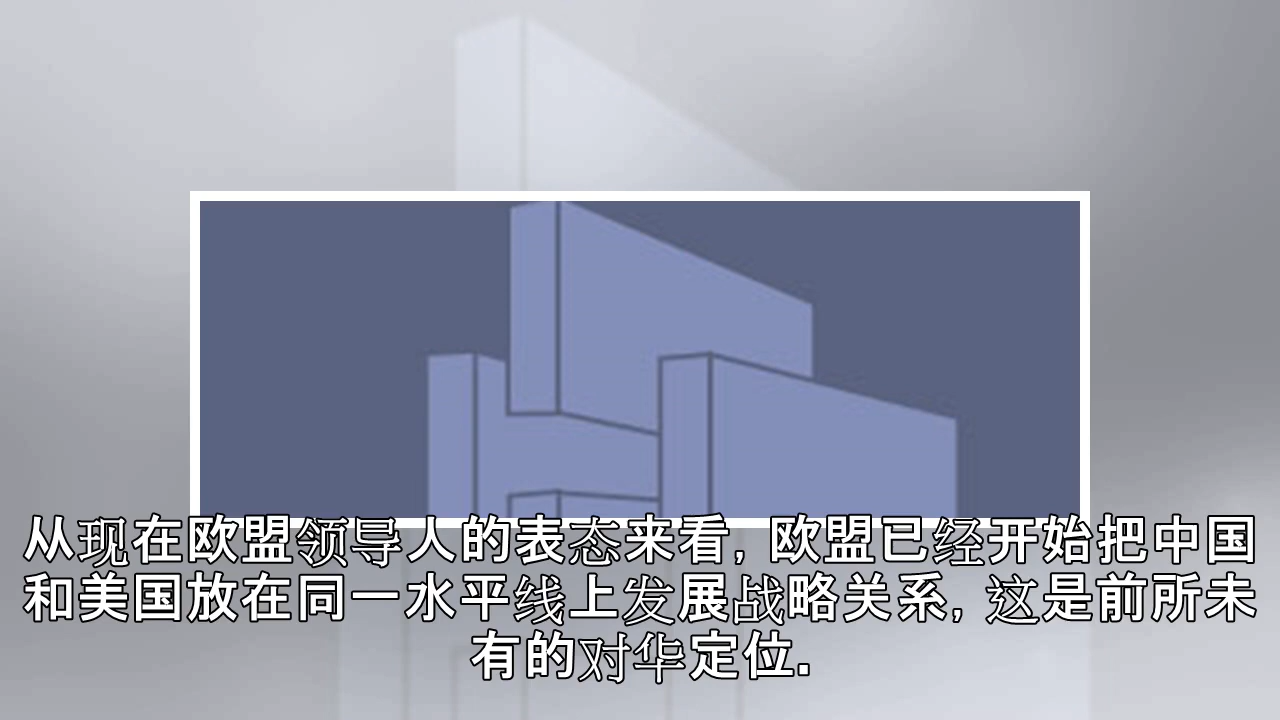 从现在欧盟领导人的表态来看, 欧盟已经开始把中国
和美国放在同一水平线上发展战略关系, 这是前所未
有的对华定位.